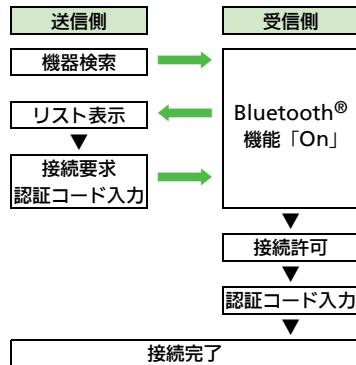 送信側
受信側
機器検索
リスト表示
Bluetooth®
機能「On」
▼
接続要求
認証コード入力
▼
接続許可
▼
認証コード入力
▼
接続完了